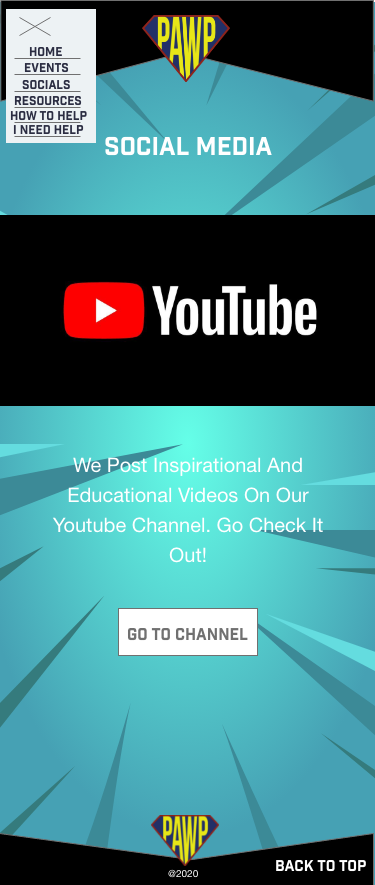 PAWP
HOME
EVENTS
SOCIALS
RESOURCES
HOW TO HELP
I NEED HELP
SOCIAL MEDIA
YouTube
We Post Inspirational And
Educational Videos On Our
Youtube Channel. Go Check It
Out!
GO TO CHANNEL
PAWP
@2020
BACK TO TOP